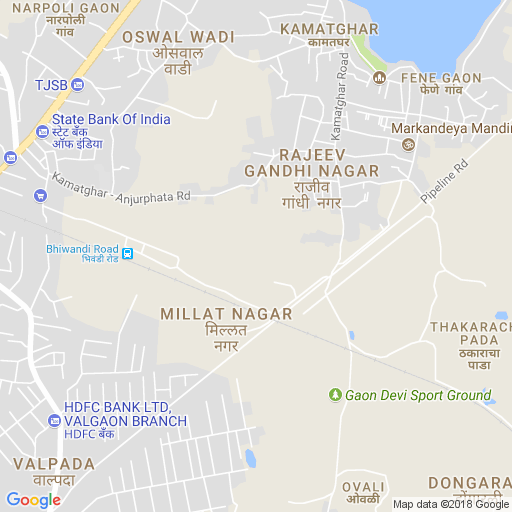 NARPOLI GAON
नारपोली
गांव
OSWAL WADI
ओसवाल
वाडी
KAMATGHAR
कामतघर
TJSB
FENE GAON
फेणे गांव
State Bank Of India
स्टेट बैंक
ऑफ इंडिया
Kamatghar Road
Markandeya Mandir
RAJEEV
GANDHI NAGAR
राजीव
गांधी नगर
Kamatghar - Anjurphata Rd
Pipeline Rd
Bhiwandi Road
भिवंडी रोड
MILLAT NAGAR
मिल्लत
नगर
THAKARACH
PADA
ठकाराचा
पाडा
Gaon Devi Sport Ground
HDFC BANK LTD,
VALGAON BRANCH
HDFC बैंक
VALPADA
वाल्पदा
OVALI
ओवळी
DONGARA
Google
Map data ©2018 Google